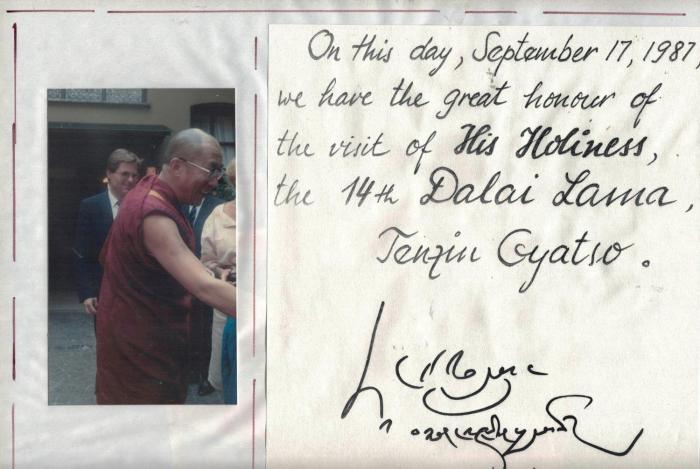 On this day, September 17, 1987,
we have the great honour of
the visit of His Holiness,
the 14th Dalai Lama,
Tenzin Gyatso.